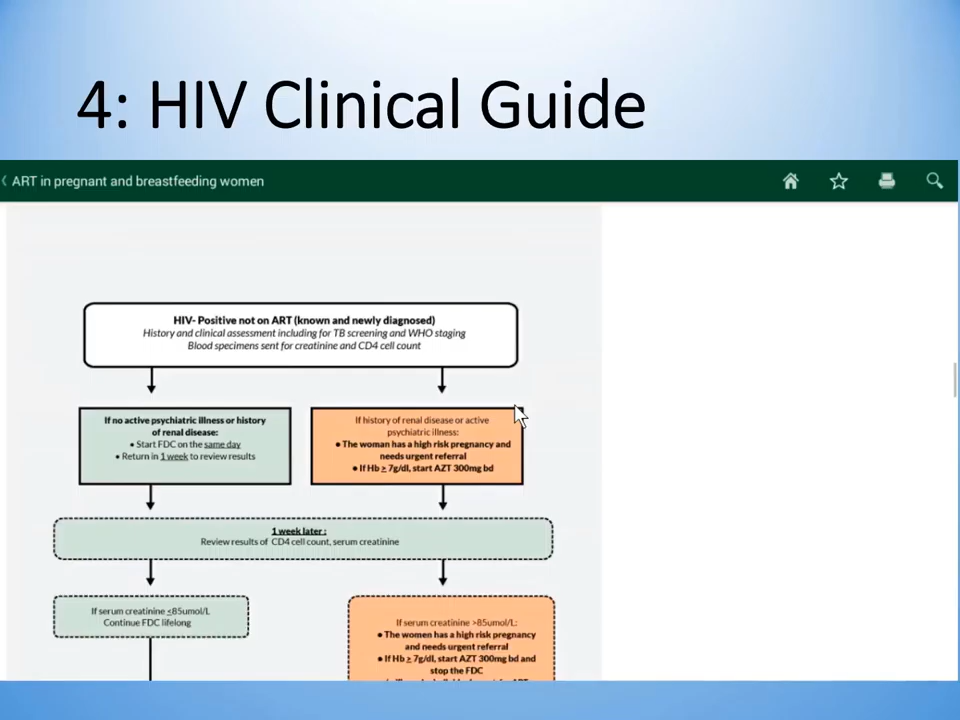 4: HIV Clinical Guide
ART in pregnant and breastfeeding women
HIV- Positive not on ART (known and newly diagnosed)
History and clinical assessment including for TB screening and WHO staging
Blood specimens sent for creatinine and CD4 cell count
If no active psychiatric illness or history
of renal disease:
• Start FDC on the same day
• Return in 1 week to review results
If history of renal disease or active
psychiatric illness:
• The woman has a high risk pregnancy and
needs urgent referral
• If Hb ≥ 7g/dl, start AZT 300mg bd
1 week later :
Review results of CD4 cell count, serum creatinine
If serum creatinine ≤85umol/L
Continue FDC lifelong
If serum creatinine >85umol/L:
• The women has a high risk pregnancy
and needs urgent referral
• If Hb ≥ 7g/dl, start AZT 300mg bd and
stop the FDC